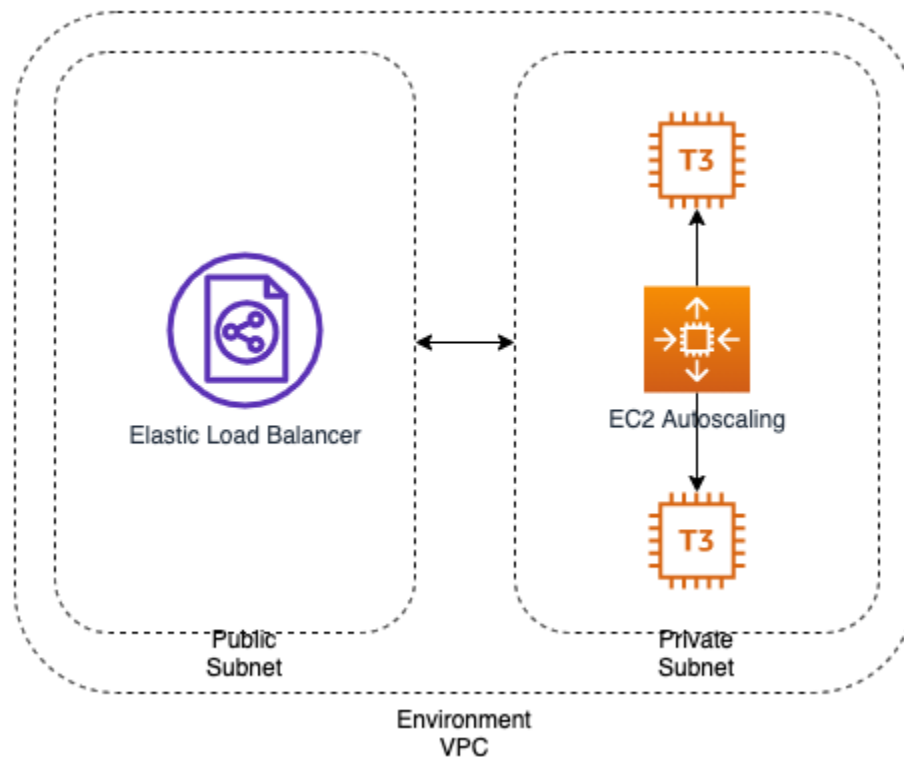 T3
Elastic Load Balancer
EC2 Autoscaling
T3
Public
Subnet
Private
Subnet
Environment
VPC